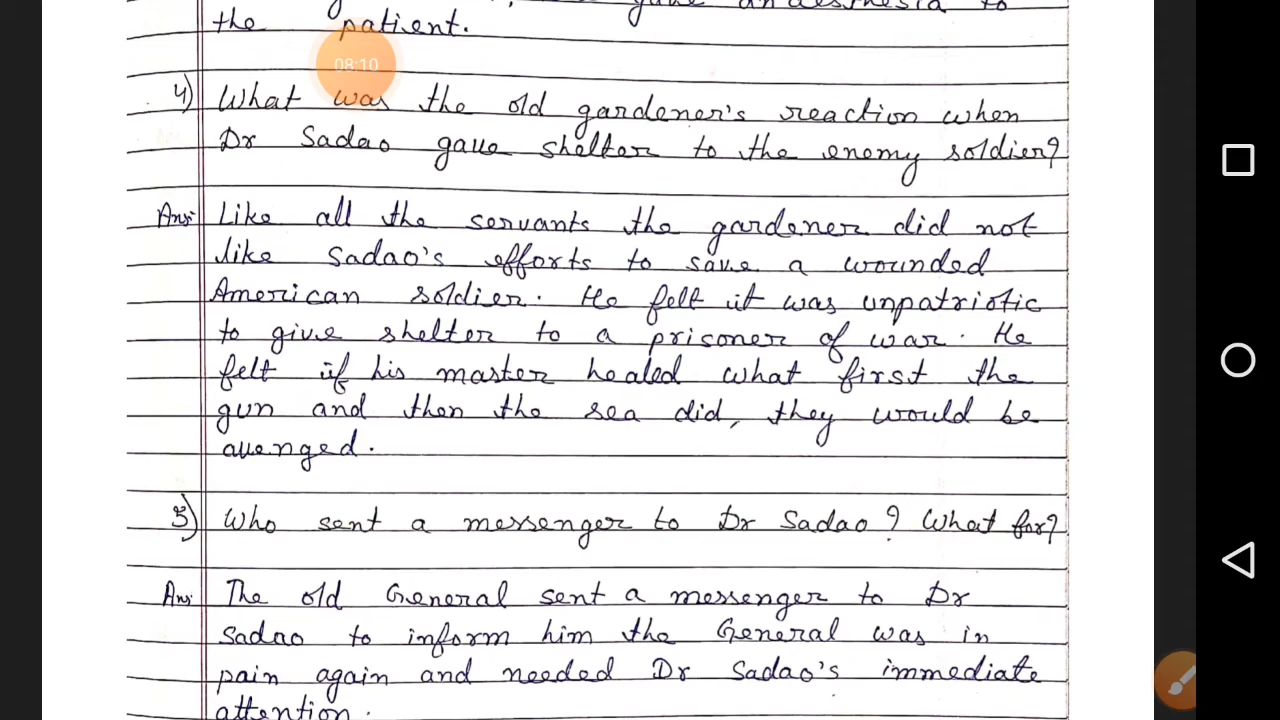 gave anaesthesia to
the patient.
08:10
4) What was the old gardener's reaction when
Dr Sadao gave shelter to the enemy soldier?
Ans: Like all the servants the gardener did not
like Sadao's efforts to save a wounded
American soldier. He felt it was unpatriotic
to give shelter to a prisoner of war. He
felt if his master healed what first the
gun and then the sea did, they would be
avenged.
5) Who sent a messenger to Dr Sadao? What for?
Ans: The old General sent a messenger to Dr
Sadao to inform him the General was in
pain again and needed Dr Sadao's immediate
attention.